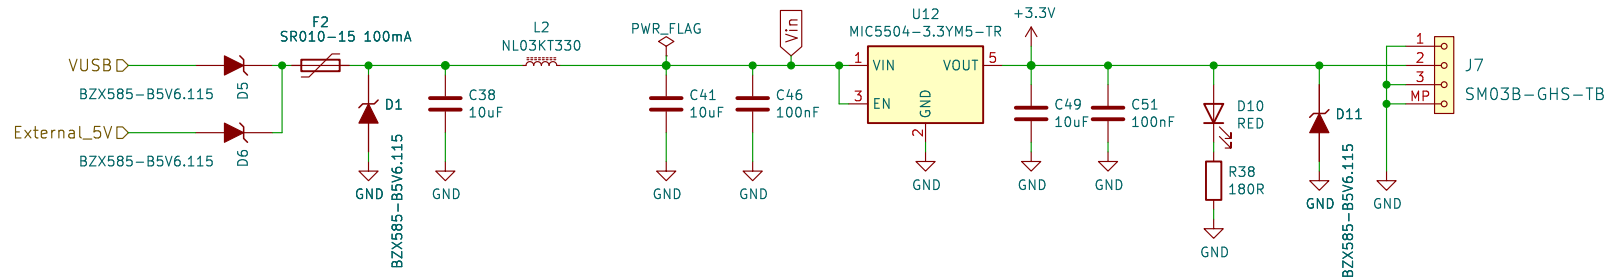 VUSB
External_5V
BZX585-B5V6.115
D5
BZX585-B5V6.115
D6
F2
SR010-15 100mA
D1
BZX585-B5V6.115
GND
C38
10uF
GND
L2
NL03KT330
PWR_FLAG
C41
10uF
GND
C46
100nF
GND
Vin
U12
MIC5504-3.3YM5-TR
1
VIN
3
EN
VOUT
5
GND
2
GND
+3.3V
C49
10uF
GND
C51
100nF
GND
D10
RED
R38
180R
GND
D11
BZX585-B5V6.115
GND
1
2
3
MP
J7
SM03B-GHS-TB
GND